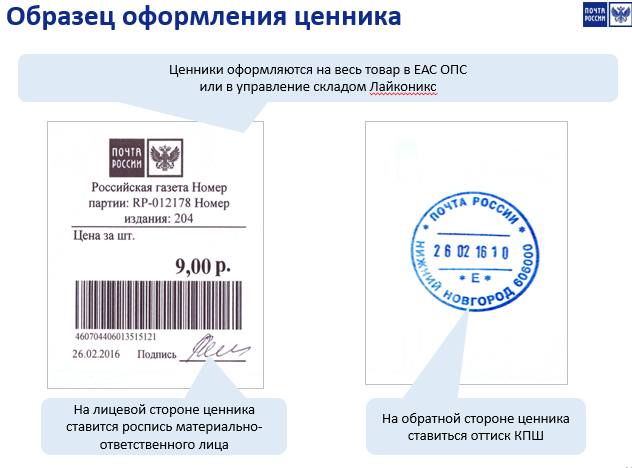 Образец оформления ценника
ПОЧТА
РОССИИ
Ценники оформляются на весь товар в ЕАС ОПС
или в управление складом Лайконикс
ПОЧТА
РОССИИ
Российская газета Номер
партии: RP-012178 Номер
издания: 204
Цена за шт.
9,00 р.
460704406013515121
26.02.2016 Подпись
ПОЧТА РОССИИ
26 02 16 10
* Е *
НИЖНИЙ НОВГОРОД 606000
На лицевой стороне ценника
ставится роспись материально-
ответственного лица
На обратной стороне ценника
ставиться оттиск КПШ